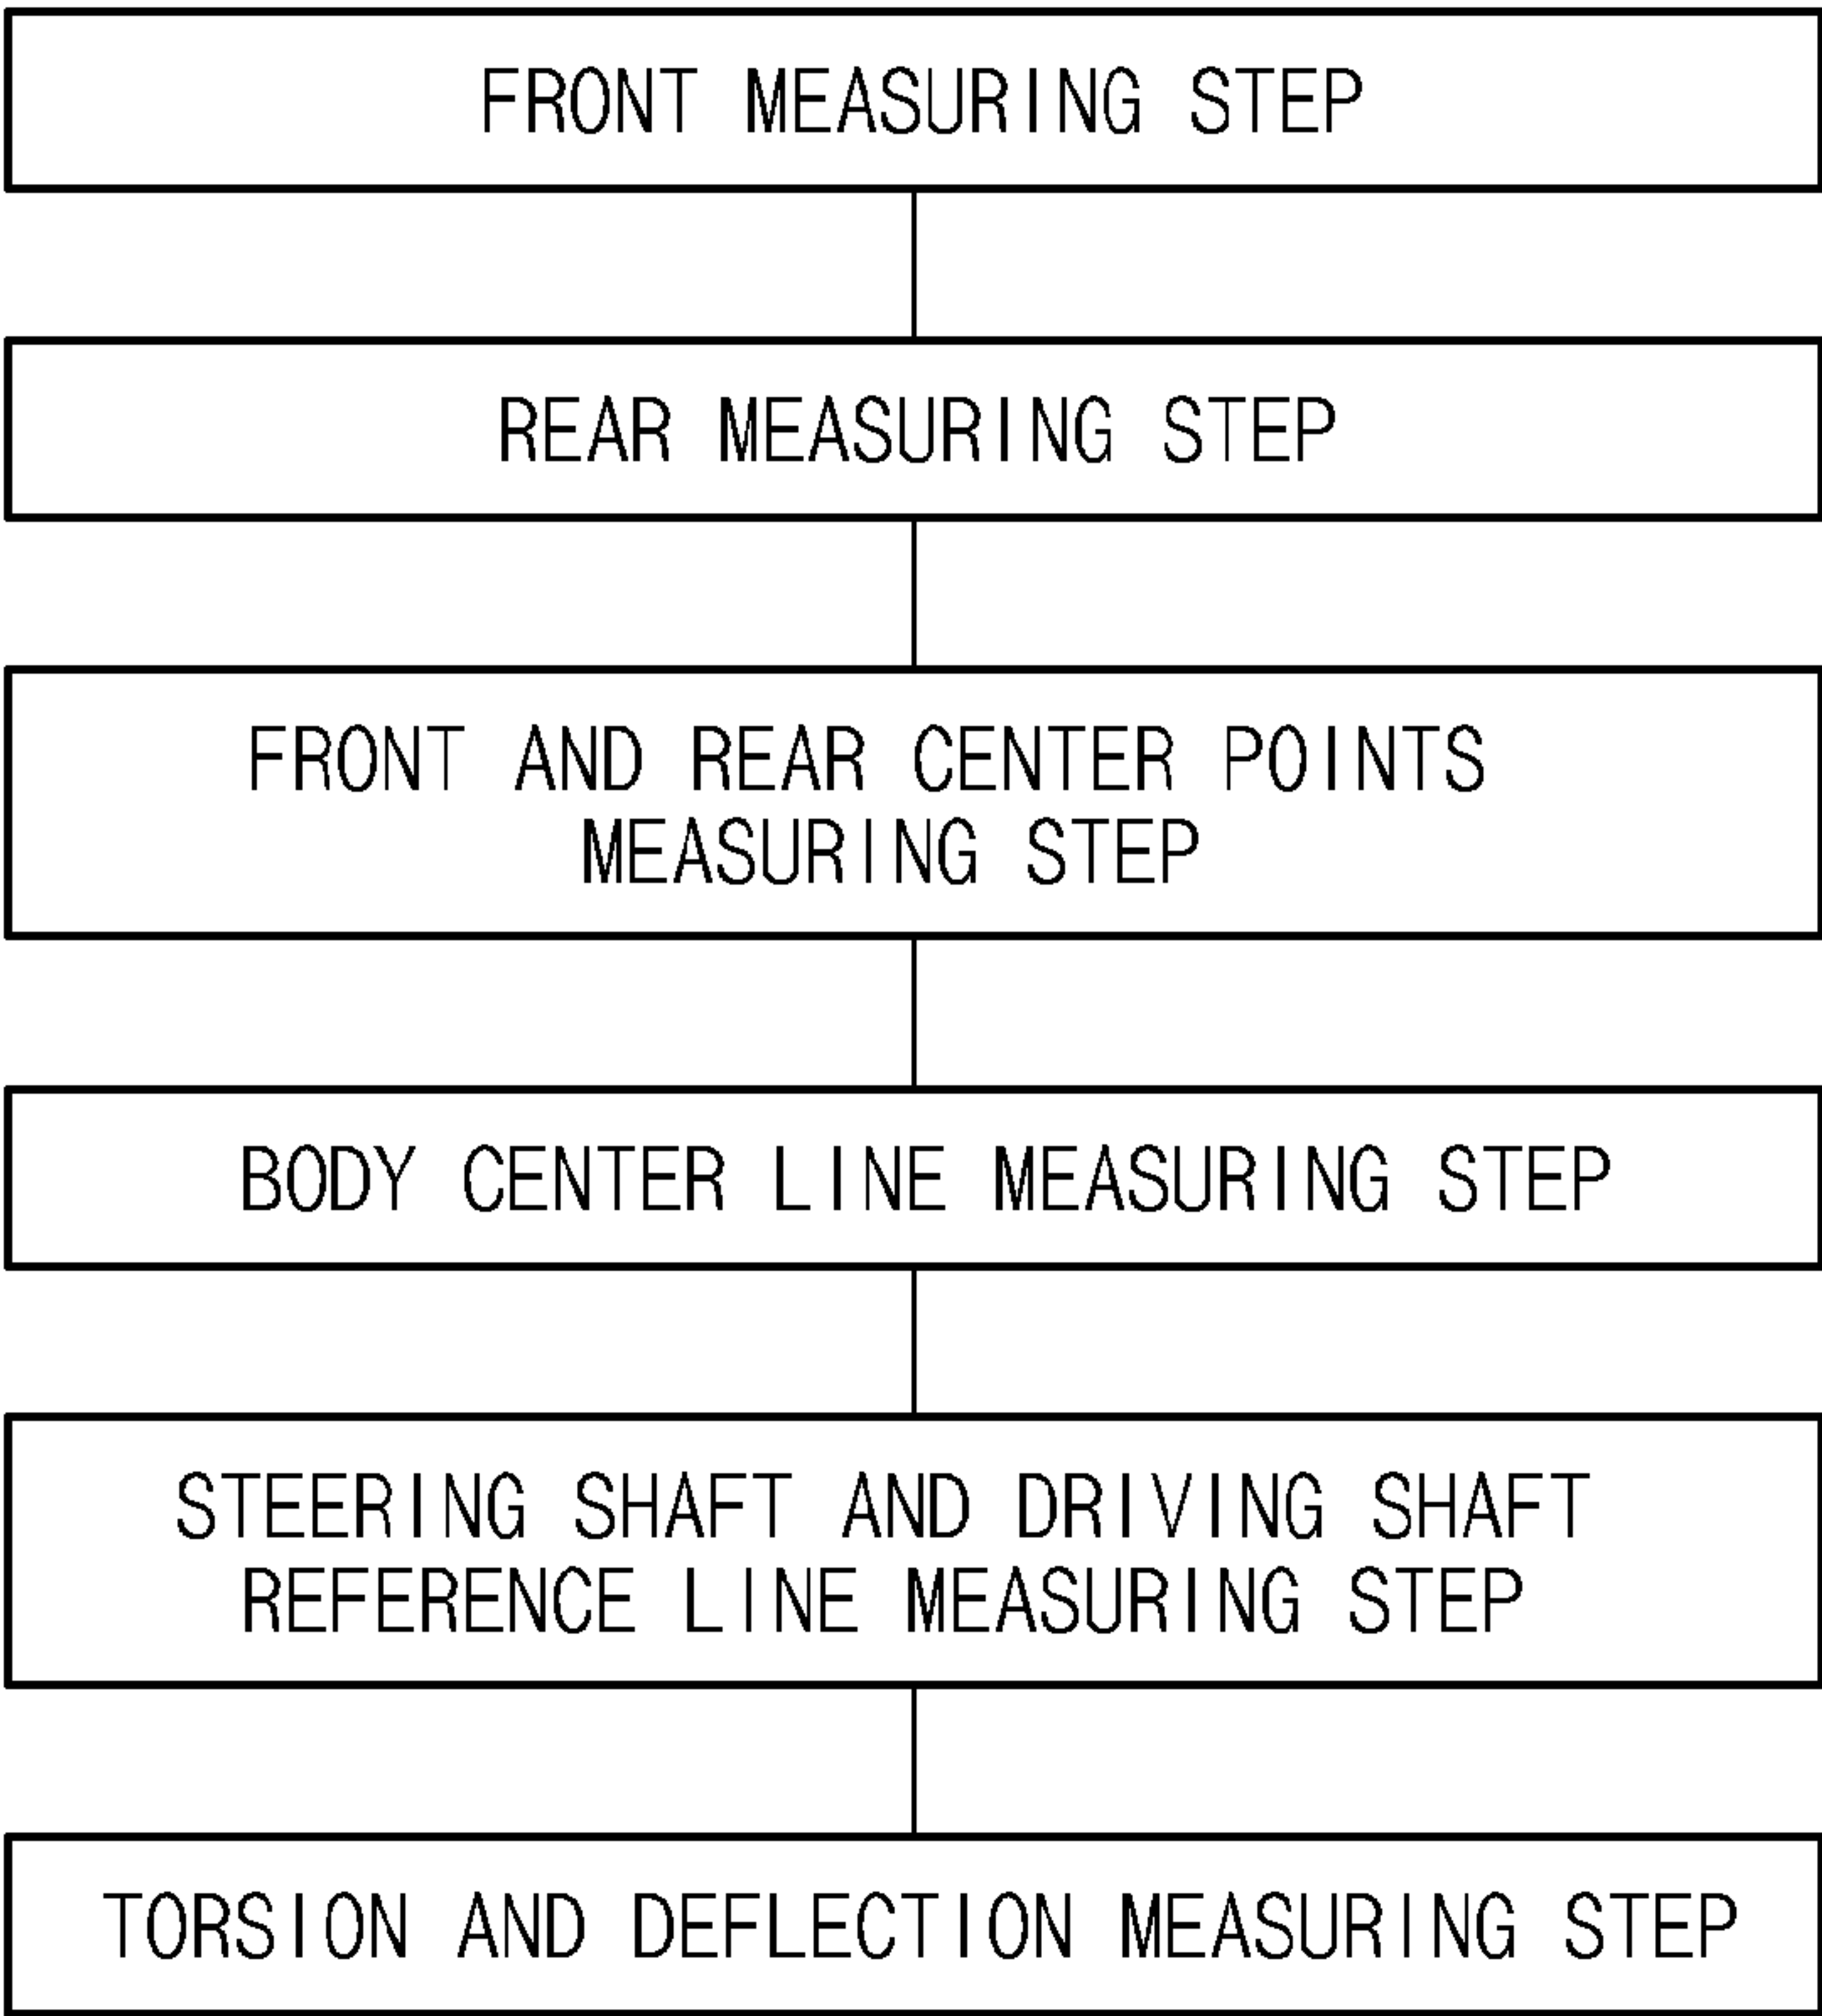 FRONT MEASURING STEP
REAR MEASURING STEP
FRONT AND REAR CENTER POINTS
MEASURING STEP
BODY CENTER LINE MEASURING STEP
STEERING SHAFT AND DRIVING SHAFT
REFERENCE LINE MEASURING STEP
TORSION AND DEFLECTION MEASURING STEP